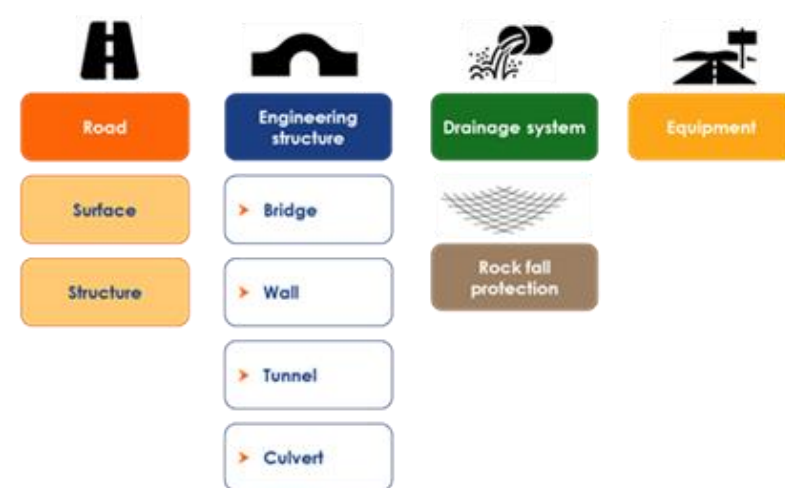 Road
Engineering
structure
Drainage system
Equipment
Surface
Structure
Bridge
Wall
Tunnel
Culvert
Rock fall
protection